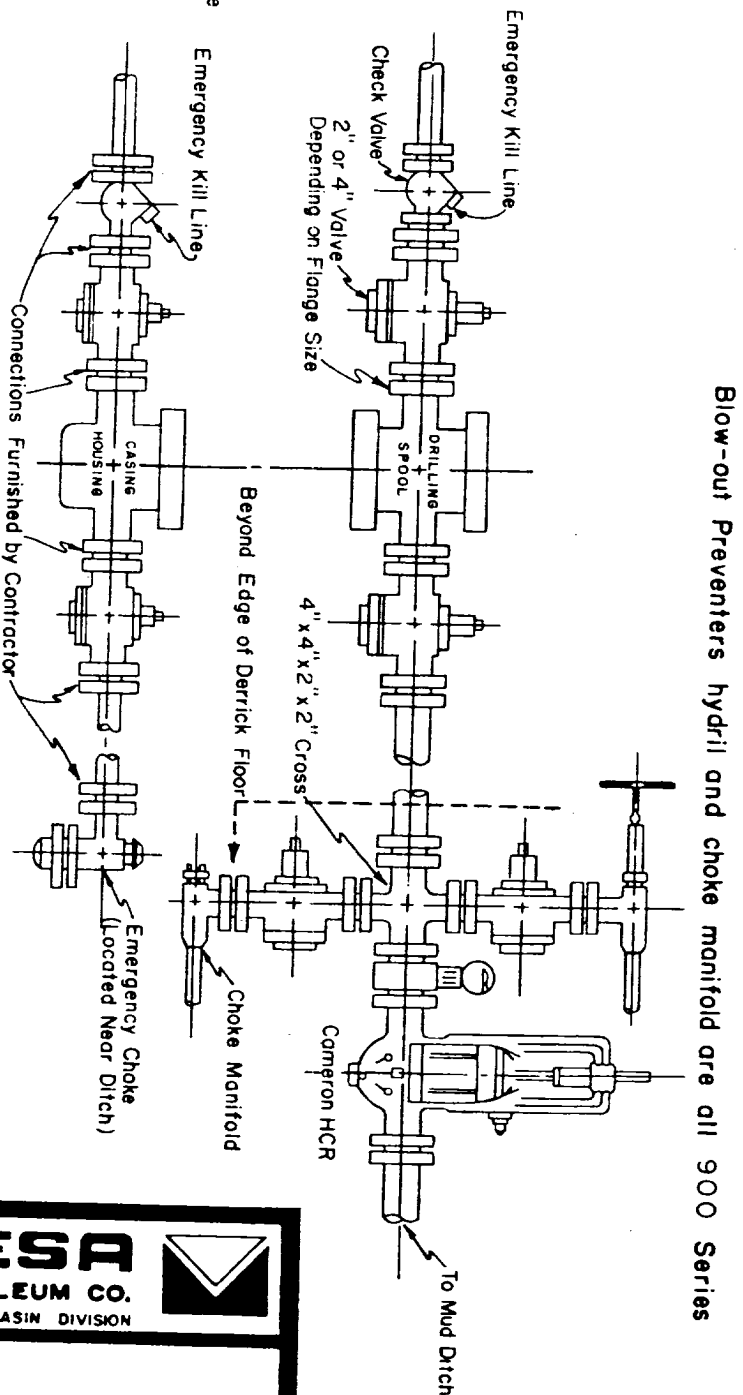 Blow-out Preventers hydril and choke manifold are all 900 Series
Emergency Kill Line
Check Valve
2" or 4" Valve
Depending on Flange Size
DRILLING
SPOOL
4" x 4" x 2" x 2" Cross
Beyond Edge of Derrick Floor
Cameron HCR
To Mud Ditch
Choke Manifold
Emergency Kill Line
CASING
HOUSING
Connections Furnished by Contractor
Emergency Choke
(Located Near Ditch)
ESA
LEUM CO.
ASIN DIVISION